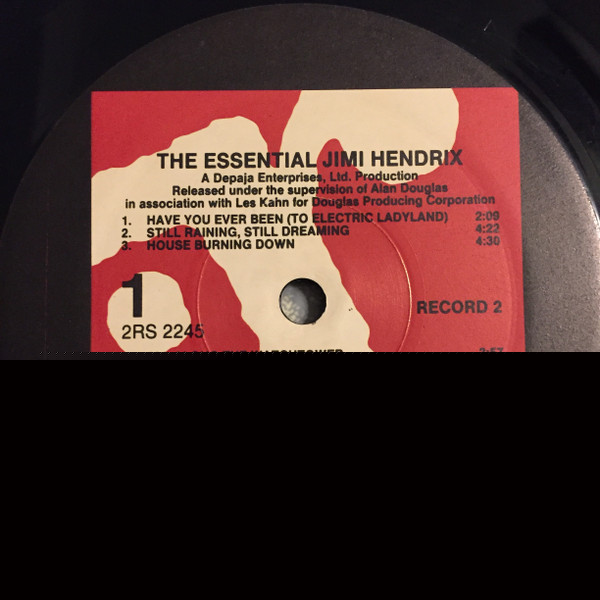 THE ESSENTIAL JIMI HENDRIX
A Depaja Enterprises, Ltd. Production
Released under the supervision of Alan Douglas
in association with Les Kahn for Douglas Producing Corporation
1. HAVE YOU EVER BEEN (TO ELECTRIC LADYLAND) 2:09
2. STILL RAINING, STILL DREAMING 4:22
3. HOUSE BURNING DOWN 4:30
1
RECORD 2
2RS 2245